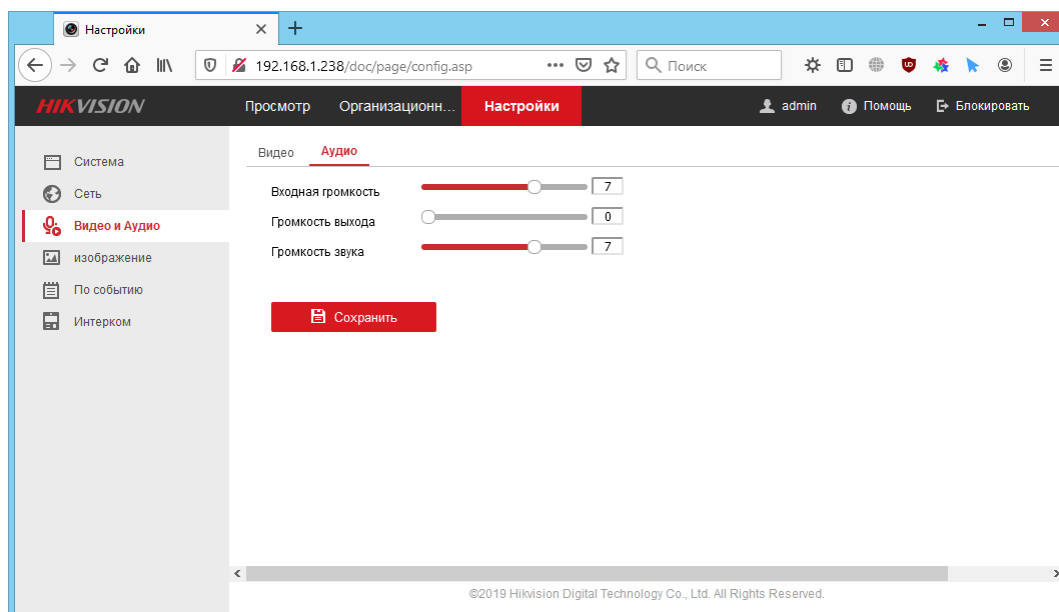 Настройки
192.168.1.238/doc/page/config.asp
Поиск
HIKVISION
Просмотр Организационн... Настройки admin Помощь Блокировать
Система
Сеть
Видео и Аудио
изображение
По событию
Интерком
Видео Аудио
Входная громкость 7
Громкость выхода 0
Громкость звука 7
Сохранить
©2019 Hikvision Digital Technology Co., Ltd. All Rights Reserved.